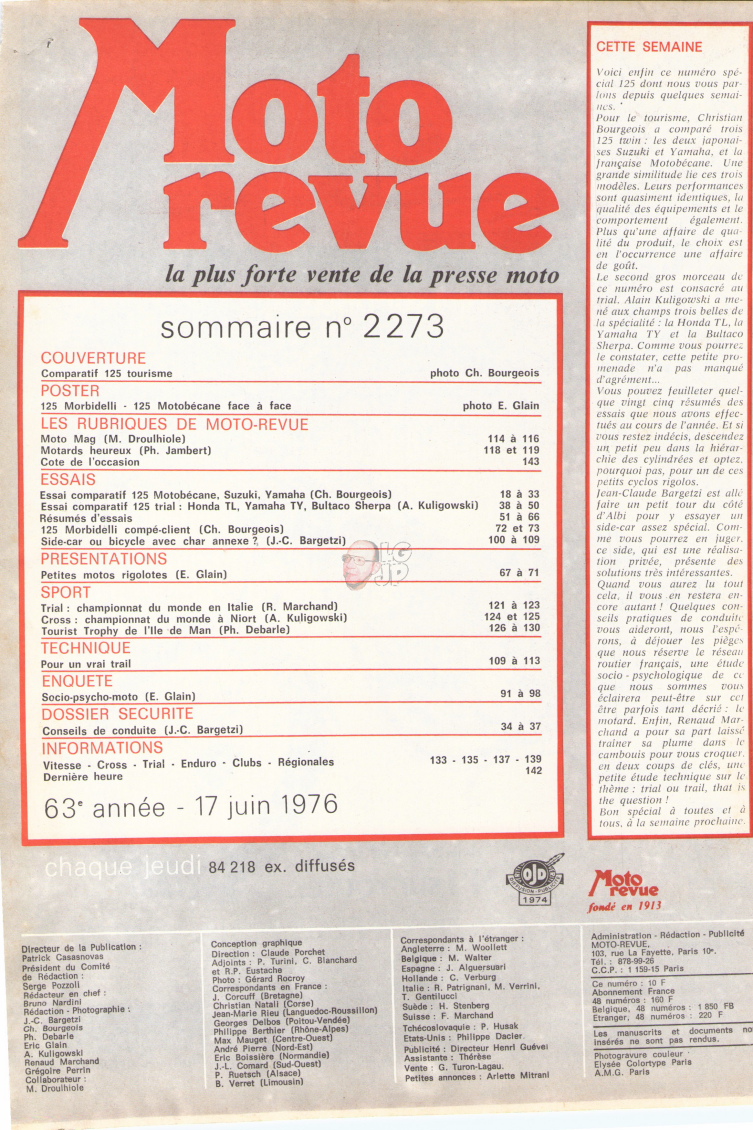 Moto
revue
la plus forte vente de la presse moto
sommaire n° 2273
COUVERTURE
Comparatif 125 tourisme photo Ch. Bourgeois
POSTER
125 Morbidelli - 125 Motobécane face à face photo E. Glain
LES RUBRIQUES DE MOTO-REVUE
Moto Mag (M. Droulhiole) 114 à 116
Motards heureux (Ph. Jambert) 118 et 119
Cote de l'occasion 143
ESSAIS
Essai comparatif 125 Motobécane, Suzuki, Yamaha (Ch. Bourgeois) 18 à 33
Essai comparatif 125 trial : Honda TL, Yamaha TY, Bultaco Sherpa (A. Kuligowski) 38 à 50
Résumés d'essais 51 à 66
125 Morbidelli compé-client (Ch. Bourgeois) 72 et 73
Side-car ou bicycle avec char annexe ? (J.-C. Bargetzi) 100 à 109
PRESENTATIONS
Petites motos rigolotes (E. Glain) 67 à 71
SPORT
Trial : championnat du monde en Italie (R. Marchand) 121 à 123
Cross : championnat du monde à Niort (A. Kuligowski) 124 et 125
Tourist Trophy de l'Ile de Man (Ph. Debarle) 126 à 130
TECHNIQUE
Pour un vrai trail 109 à 113
ENQUETE
Socio-psycho-moto (E. Glain) 91 à 98
DOSSIER SECURITE
Conseils de conduite (J.-C. Bargetzi) 34 à 37
INFORMATIONS
Vitesse - Cross - Trial - Enduro - Clubs - Régionales 133 - 135 - 137 - 139
Dernière heure 142
63e année - 17 juin 1976
LG
JP
chaque jeudi 84 218 ex. diffusés
OJD
DIFFUSION - PUBLICITE
1974
CETTE SEMAINE
Voici enfin ce numéro spé-
cial 125 dont nous vous par-
lons depuis quelques semai-
nes.
Pour le tourisme, Christian
Bourgeois a comparé trois
125 twin : les deux japonai-
ses Suzuki et Yamaha, et la
française Motobécane. Une
grande similitude lie ces trois
modèles. Leurs performances
sont quasiment identiques, la
qualité des équipements et le
comportement également.
Plus qu'une affaire de qua-
lité du produit, le choix est
en l'occurrence une affaire
de goût.
Le second gros morceau de
ce numéro est consacré au
trial. Alain Kuligowski a me-
né aux champs trois belles de
la spécialité : la Honda TL, la
Yamaha TY et la Bultaco
Sherpa. Comme vous pourrez
le constater, cette petite pro-
menade n'a pas manqué
d'agrément...
Vous pouvez feuilleter quel-
que vingt cinq résumés des
essais que nous avons effec-
tués au cours de l'année. Et si
vous restez indécis, descendez
un petit peu dans la hiérar-
chie des cylindrées et optez,
pourquoi pas, pour un de ces
petits cyclos rigolos.
Jean-Claude Bargetzi est allé
faire un petit tour du côté
d'Albi pour y essayer un
side-car assez spécial. Com-
me vous pourrez en juger,
ce side, qui est une réalisa-
tion privée, présente des
solutions très intéressantes.
Quand vous aurez lu tout
cela, il vous en restera en-
core autant ! Quelques con-
seils pratiques de conduite
vous aideront, nous l'espé-
rons, à déjouer les pièges
que nous réserve le réseau
routier français, une étude
socio-psychologique de ce
que nous sommes vous
éclairera peut-être sur cet
être parfois tant décrié : le
motard. Enfin, Renaud Mar-
chand a pour sa part laissé
traîner sa plume dans le
cambouis pour vous croquer,
en deux coups de clés, une
petite étude technique sur le
thème : trial ou trail, that is
the question !
Bon spécial à toutes et à
tous, à la semaine prochaine.
Moto
revue
fondé en 1913
Directeur de la Publication :
Patrick Casasnovas
Président du Comité
de Rédaction :
Serge Pozzoli
Rédacteur en chef :
Bruno Nardini
Rédaction - Photographie :
J.-C. Bargetzi
Ch. Bourgeois
Ph. Debarle
Eric Glain
A. Kuligowski
Renaud Marchand
Grégoire Perrin
Collaborateur :
M. Droulhiole
Conception graphique
Direction : Claude Porchet
Adjoints : P. Turini, C. Blanchard
et R.P. Eustache
Photo : Gérard Rocroy
Correspondants en France :
J. Corcuff (Bretagne)
Christian Natali (Corse)
Jean-Marie Rieu (Languedoc-Roussillon)
Georges Delbos (Poitou-Vendée)
Philippe Berthier (Rhône-Alpes)
Max Mauget (Centre-Ouest)
André Pierre (Nord-Est)
Eric Boissière (Normandie)
J.-L. Comard (Sud-Ouest)
P. Ruetsch (Alsace)
B. Verret (Limousin)
Correspondants à l'étranger :
Angleterre : M. Woollett
Belgique : M. Walter
Espagne : J. Alguersuari
Hollande : C. Verburg
Italie : R. Patrignani, M. Verrini,
T. Gentilucci
Suède : H. Stenberg
Suisse : F. Marchand
Tchécoslovaquie : P. Husak
Etats-Unis : Philippe Dacler
Publicité : Directeur Henri Guével
Assistante : Thérèse
Vente : G. Turon-Lagau.
Petites annonces : Arlette Mitrani
Administration - Rédaction - Publicité
MOTO-REVUE,
103, rue La Fayette, Paris 10e.
Tél. : 878-99-26
C.C.P. : 1 159-15 Paris
Ce numéro : 10 F
Abonnement France
48 numéros : 160 F
Belgique, 48 numéros : 1 850 FB
Etranger, 48 numéros : 220 F
Les manuscrits et documents no
insérés ne sont pas rendus.
Photogravure couleur :
Elysée Colortype Paris
A.M.G. Paris